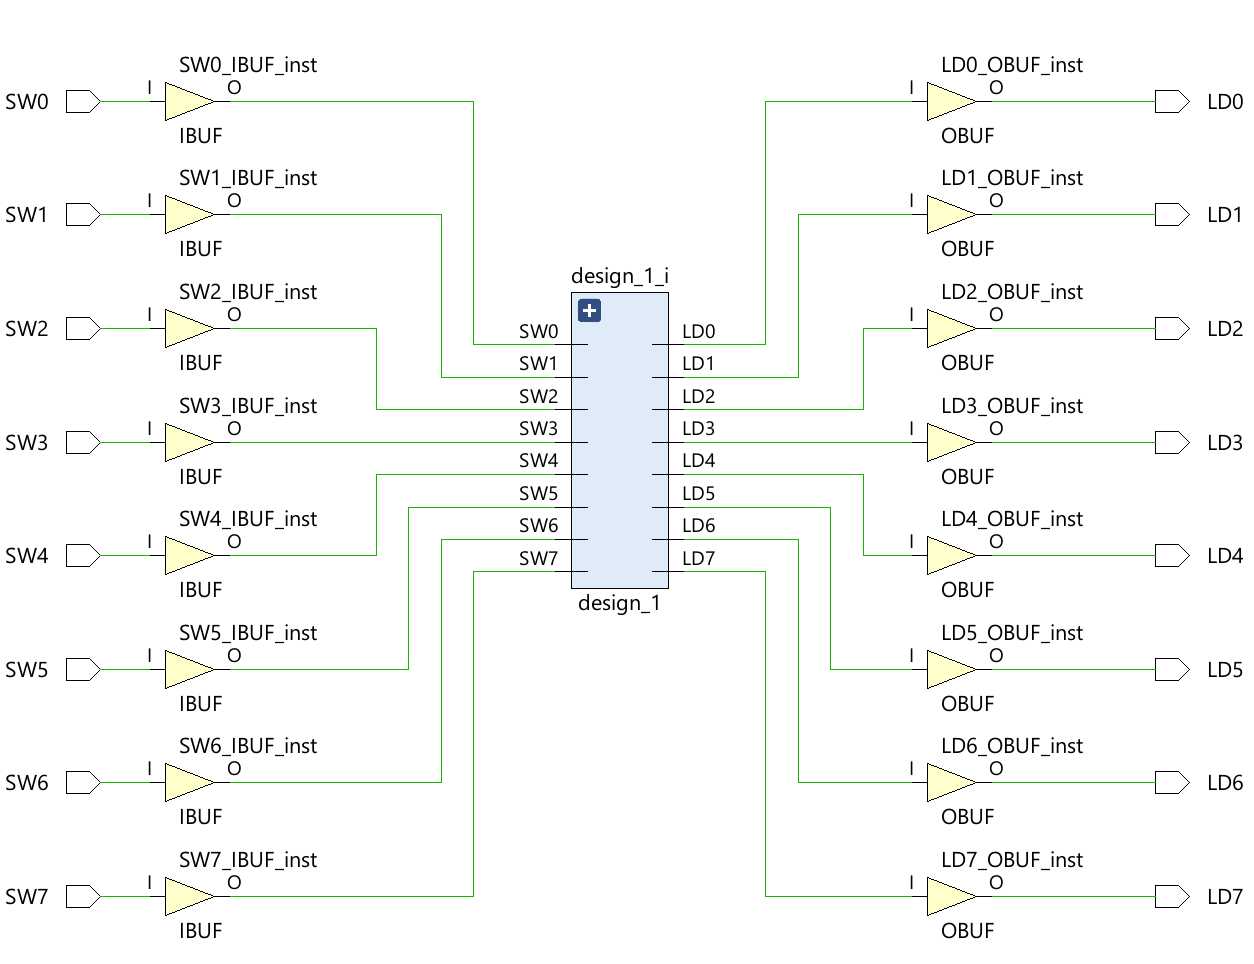 SW0_IBUF_inst
LD0_OBUF_inst
SW0 I O I O LD0
IBUF
OBUF
SW1_IBUF_inst
LD1_OBUF_inst
SW1 I O I O LD1
IBUF
OBUF
design_1_i
SW2_IBUF_inst
LD2_OBUF_inst
SW2 I O I O LD2
IBUF
OBUF
SW0 LD0
SW1 LD1
SW2 LD2
SW3 LD3
SW4 LD4
SW5 LD5
SW6 LD6
SW7 LD7
design_1
SW3_IBUF_inst
LD3_OBUF_inst
SW3 I O I O LD3
IBUF
OBUF
SW4_IBUF_inst
LD4_OBUF_inst
SW4 I O I O LD4
IBUF
OBUF
SW5_IBUF_inst
LD5_OBUF_inst
SW5 I O I O LD5
IBUF
OBUF
SW6_IBUF_inst
LD6_OBUF_inst
SW6 I O I O LD6
IBUF
OBUF
SW7_IBUF_inst
LD7_OBUF_inst
SW7 I O I O LD7
IBUF
OBUF